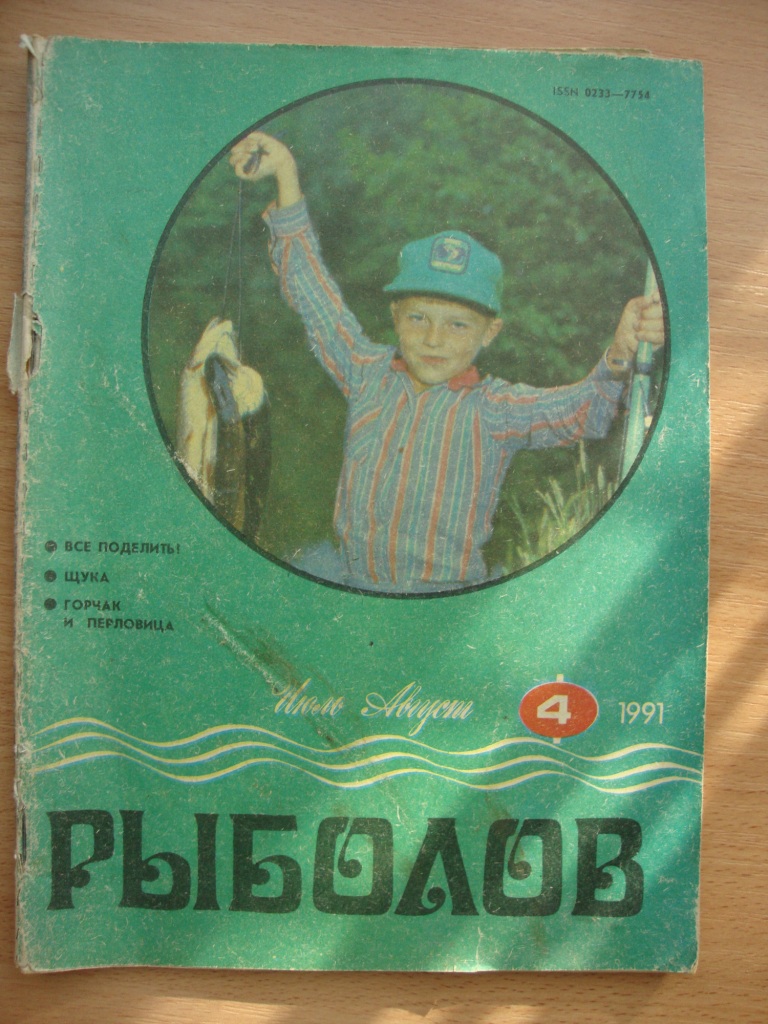 ISSN 0233—7754
ВСЕ ПОДЕЛИТЬ!
ЩУКА
ГОРЧАК
И ПЕРЛОВИЦА
Июль Август 4 1991
РЫБОЛОВ